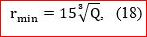 r_min = 15∛Q, (18)